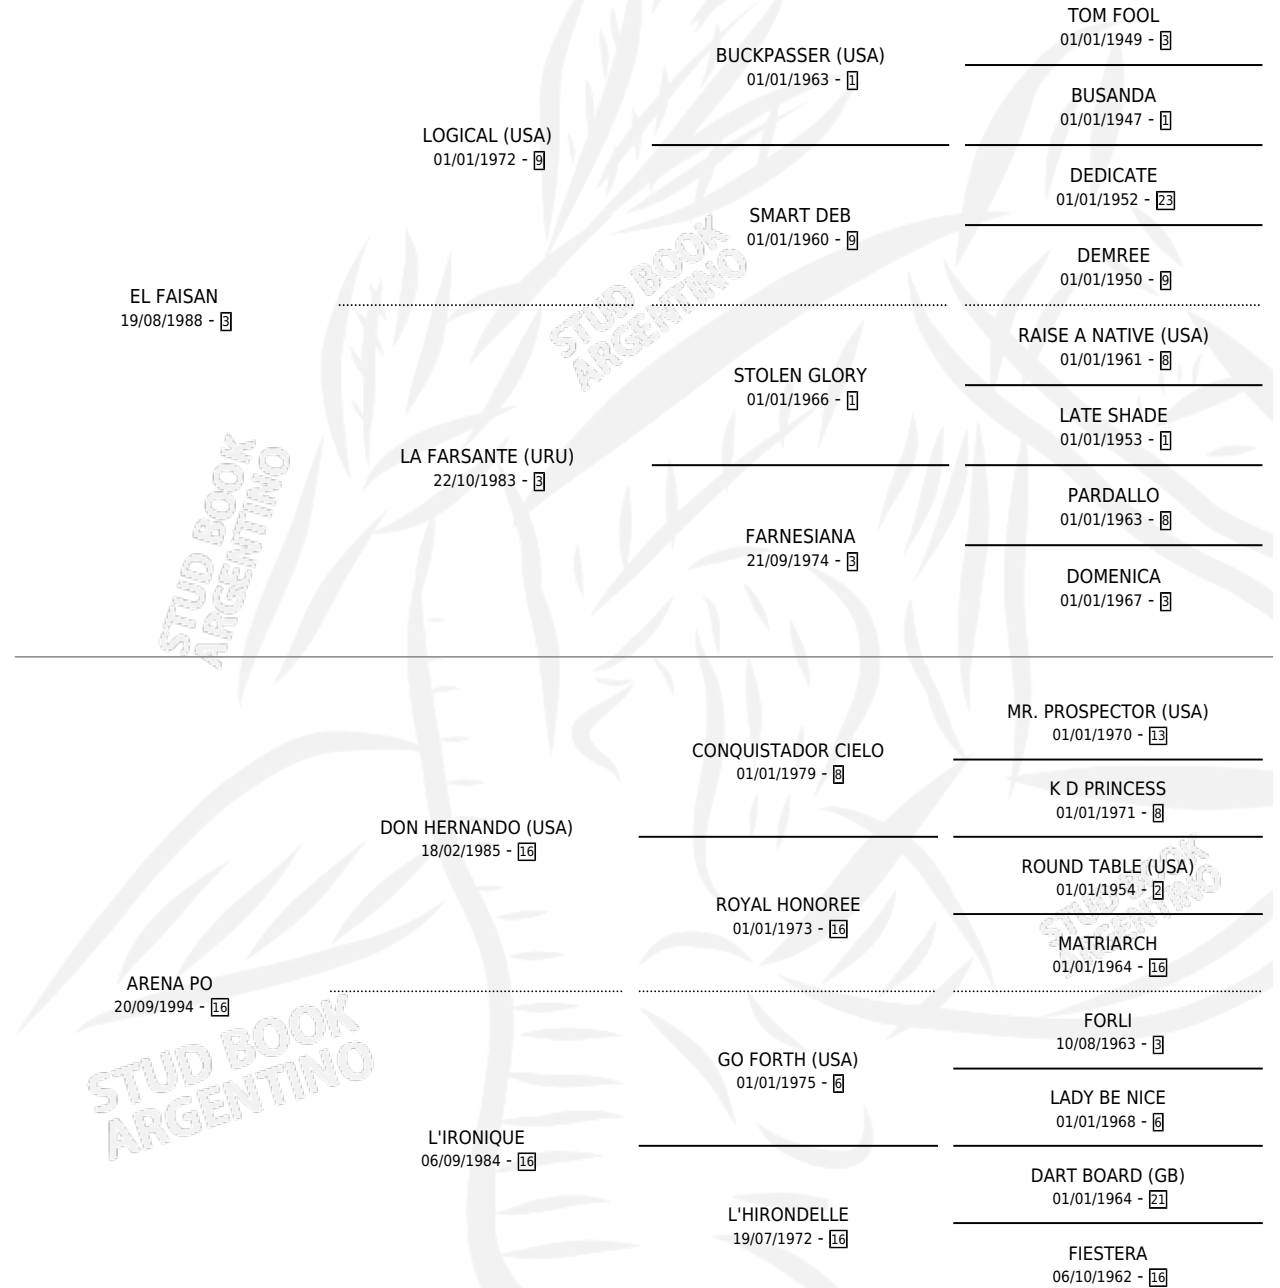 TOM FOOL
01/01/1949 - 3
BUCKPASSER (USA)
01/01/1963 - 1
BUSANDA
01/01/1947 - 1
LOGICAL (USA)
01/01/1972 - 9
DEDICATE
01/01/1952 - 23
SMART DEB
01/01/1960 - 9
DEMREE
01/01/1950 - 9
EL FAISAN
19/08/1988 - 3
STUD BOOK
ARGENTINO
RAISE A NATIVE (USA)
01/01/1961 - 8
STOLEN GLORY
01/01/1966 - 1
LATE SHADE
01/01/1953 - 1
LA FARSANTE (URU)
22/10/1983 - 3
PARDALLO
01/01/1963 - 8
FARNESIANA
21/09/1974 - 3
DOMENICA
01/01/1967 - 3
STUD BOOK
ARGENTINO
MR. PROSPECTOR (USA)
01/01/1970 - 13
CONQUISTADOR CIELO
01/01/1979 - 8
K D PRINCESS
01/01/1971 - 8
DON HERNANDO (USA)
18/02/1985 - 16
ROUND TABLE (USA)
01/01/1954 - 2
ROYAL HONOREE
01/01/1973 - 16
MATRIARCH
01/01/1964 - 16
STUD BOOK
ARGENTINO
ARENA PO
20/09/1994 - 16
FORLI
10/08/1963 - 3
GO FORTH (USA)
01/01/1975 - 6
LADY BE NICE
01/01/1968 - 6
STUD BOOK
ARGENTINO
L'IRONIQUE
06/09/1984 - 16
DART BOARD (GB)
01/01/1964 - 21
L'HIRONDELLE
19/07/1972 - 16
FIESTERA
06/10/1962 - 16